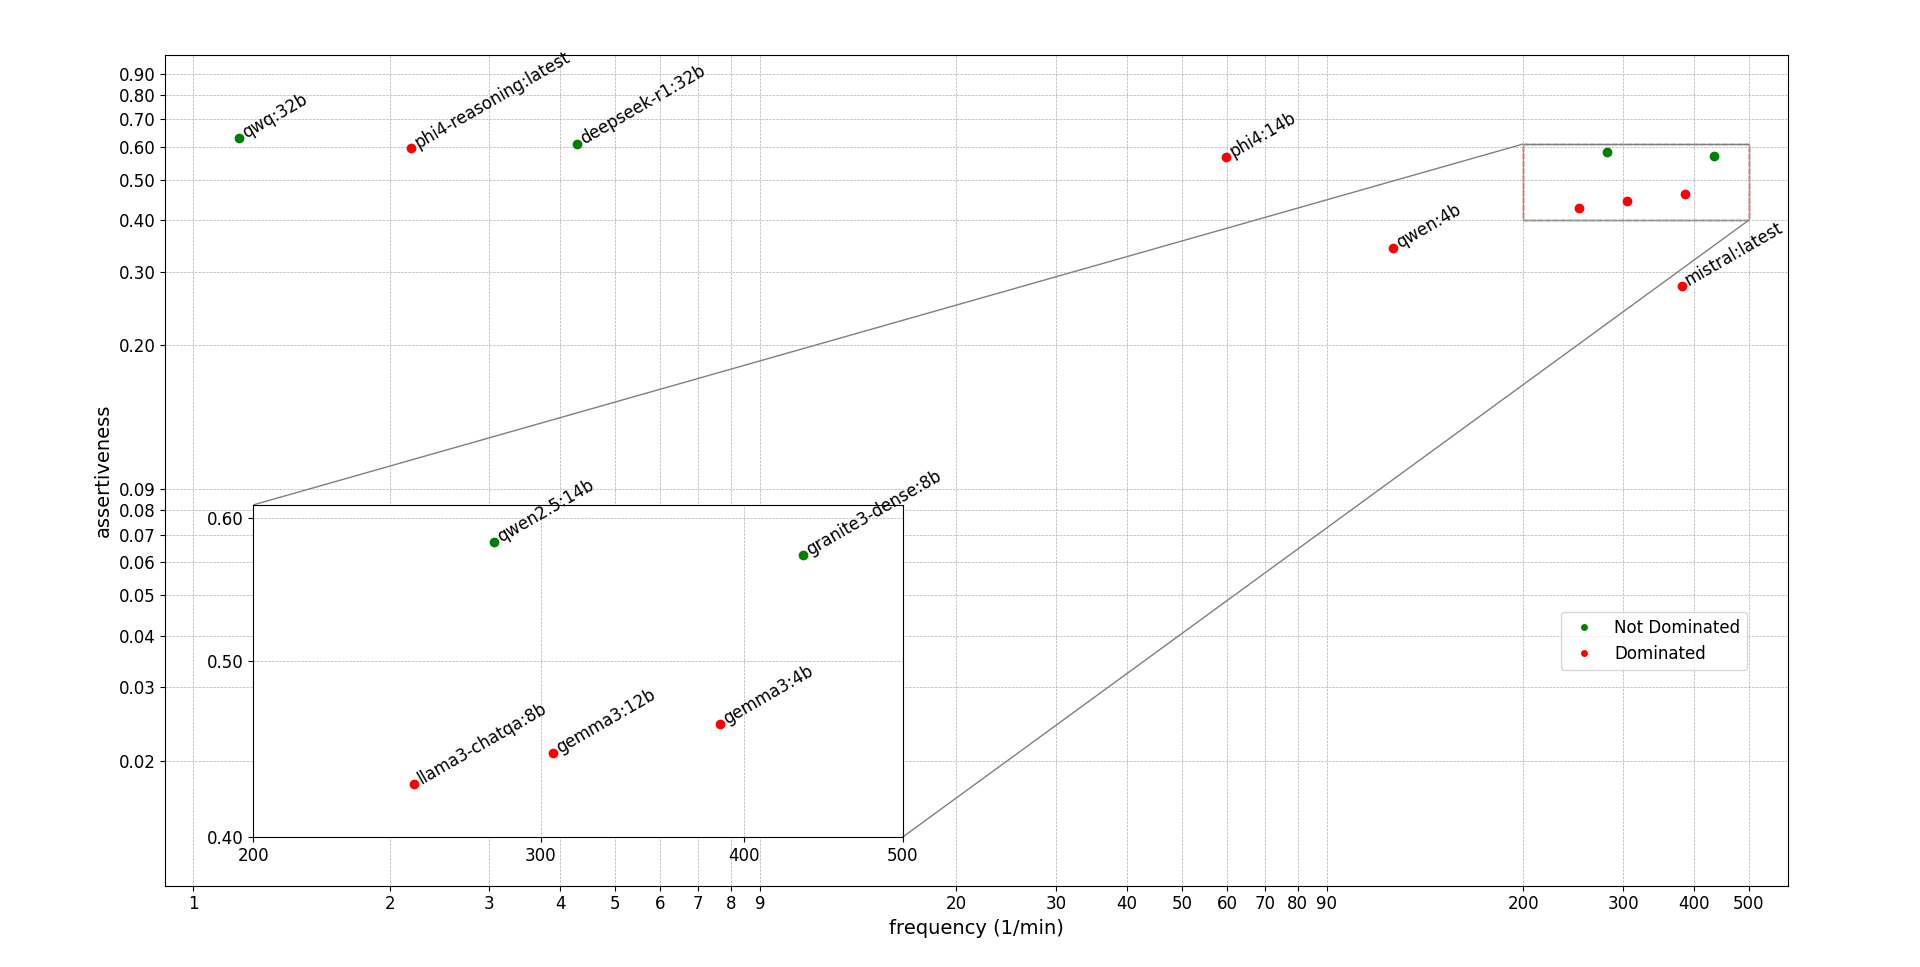 0.90
0.80
0.70
0.60
0.50
0.40
0.30
0.20
0.09
0.08
0.07
0.06
0.05
0.04
0.03
0.02
assertiveness
qwq:32b
phi4-reasoning:latest
deepseek-r1:32b
phi4:14b
qwen:4b
mistral:latest
0.60
0.50
0.40
qwen2.5:14b
granite3-dense:8b
llama3-chatqa:8b
gemma3:12b
gemma3:4b
200 300 400 500
Not Dominated
Dominated
1 2 3 4 5 6 7 8 9 20 30 40 50 60 70 80 90 200 300 400 500
frequency (1/min)